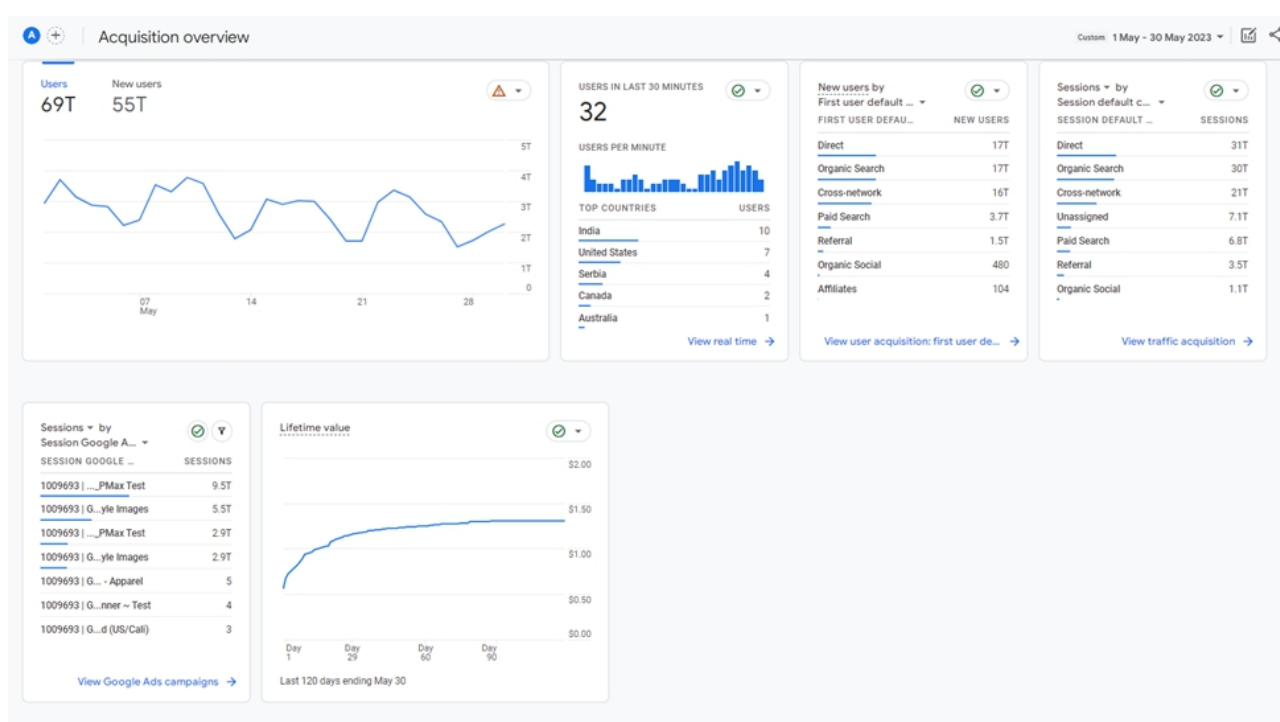 A
Acquisition overview
Custom 1 May - 30 May 2023
Users
69T
New users
55T
5T
4T
3T
2T
1T
0
07
May
14
21
28
USERS IN LAST 30 MINUTES
32
USERS PER MINUTE
TOP COUNTRIES USERS
India 10
United States 7
Serbia 4
Canada 2
Australia 1
View real time
New users by
First user default ...
FIRST USER DEFAU... NEW USERS
Direct 17T
Organic Search 17T
Cross-network 16T
Paid Search 3.7T
Referral 1.5T
Organic Social 480
Affiliates 104
View user acquisition: first user de...
Sessions by
Session default c...
SESSION DEFAULT ... SESSIONS
Direct 31T
Organic Search 30T
Cross-network 21T
Unassigned 7.1T
Paid Search 6.8T
Referral 3.5T
Organic Social 1.1T
View traffic acquisition
Sessions by
Session Google A...
SESSION GOOGLE ... SESSIONS
1009693 | ..._PMax Test 9.5T
1009693 | G...yle Images 5.5T
1009693 | ..._PMax Test 2.9T
1009693 | G...yle Images 2.9T
1009693 | G... - Apparel 5
1009693 | G...nner ~ Test 4
1009693 | G...d (US/Cali) 3
View Google Ads campaigns
Lifetime value
$2.00
$1.50
$1.00
$0.50
$0.00
Day
1
Day
29
Day
60
Day
90
Last 120 days ending May 30